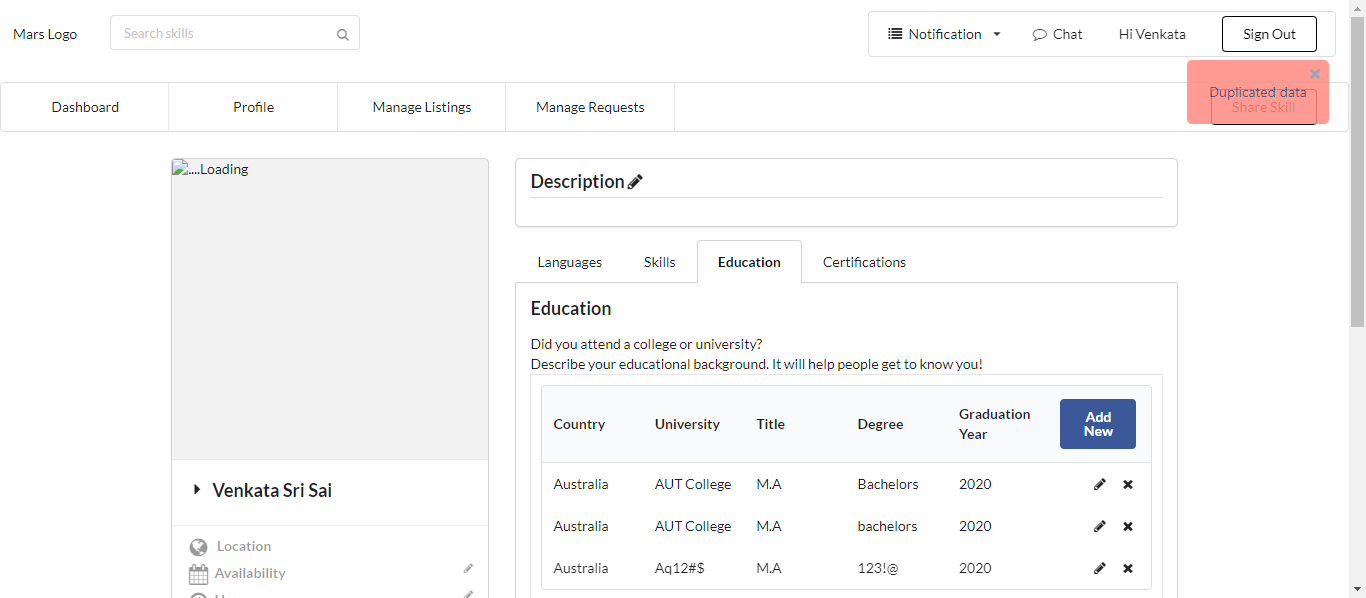 Mars Logo
Search skills
Notification
Chat
Hi Venkata
Sign Out
Duplicated data
Dashboard
Profile
Manage Listings
Manage Requests
Share Skill
....Loading
Description
Languages
Skills
Education
Certifications
Education
Did you attend a college or university?
Describe your educational background. It will help people get to know you!
Country University Title Degree Graduation Year Add New
Australia AUT College M.A Bachelors 2020
Australia AUT College M.A bachelors 2020
Australia Aq12#$ M.A 123!@ 2020
Venkata Sri Sai
Location
Availability